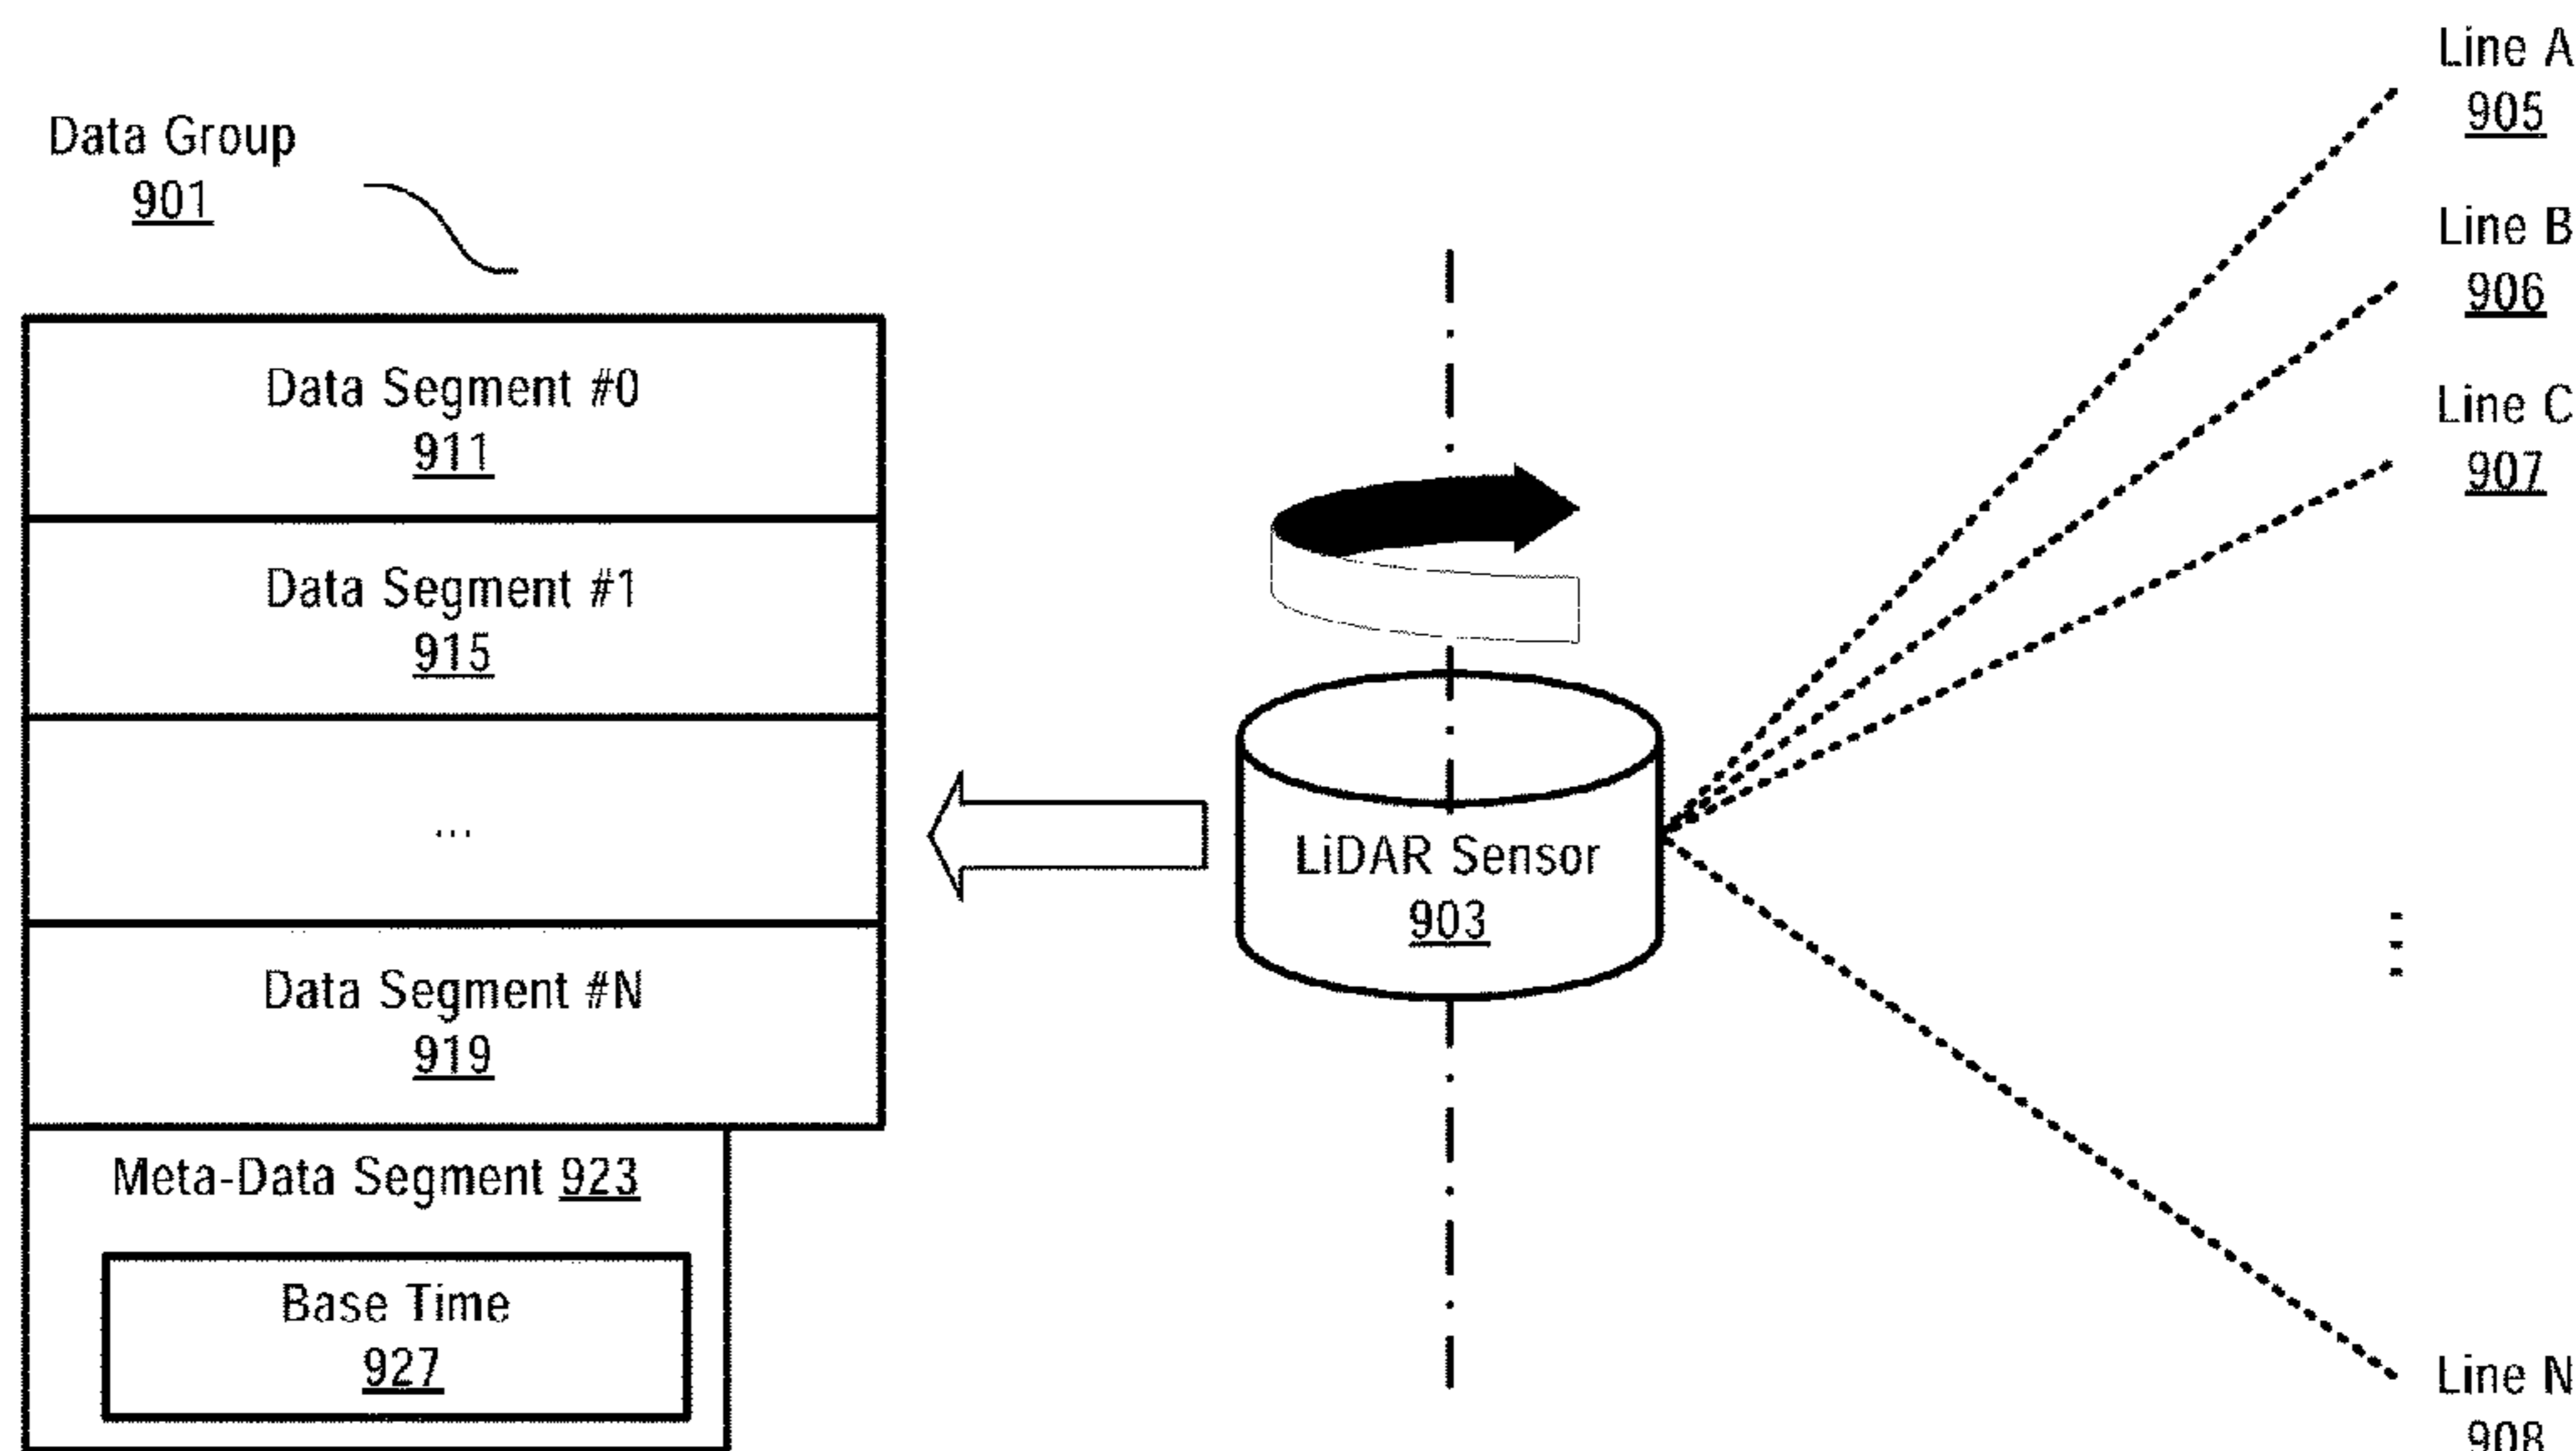 Data Group
901
Data Segment #0
911
Data Segment #1
915
...
Data Segment #N
919
Meta-Data Segment 923
Base Time
927
LiDAR Sensor
903
Line A
905
Line B
906
Line C
907
Line N
908